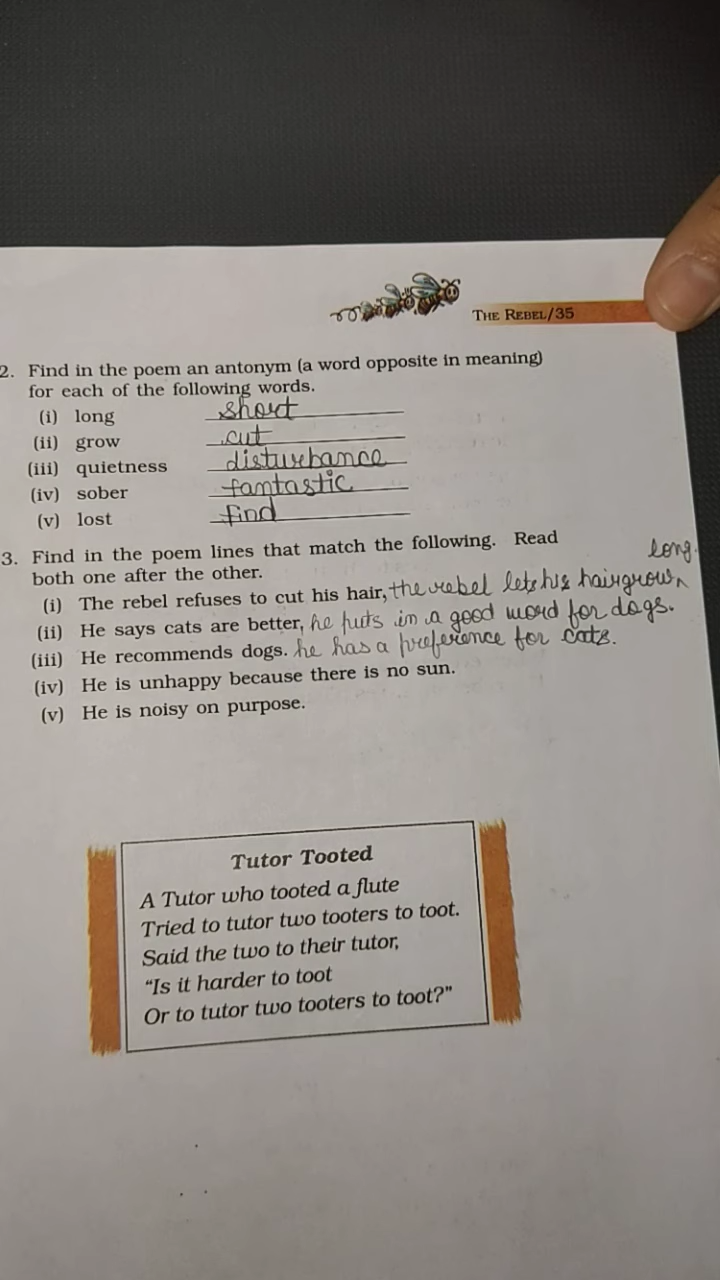 THE REBEL/35
2. Find in the poem an antonym (a word opposite in meaning)
for each of the following words.
(i) long short
(ii) grow cut
(iii) quietness disturbance
(iv) sober fantastic
(v) lost find
3. Find in the poem lines that match the following. Read
both one after the other.
(i) The rebel refuses to cut his hair, the rebel lets his hair grow long.
(ii) He says cats are better, he puts in a good word for dogs.
(iii) He recommends dogs. he has a preference for cats.
(iv) He is unhappy because there is no sun.
(v) He is noisy on purpose.
Tutor Tooted
A Tutor who tooted a flute
Tried to tutor two tooters to toot.
Said the two to their tutor,
"Is it harder to toot
Or to tutor two tooters to toot?"